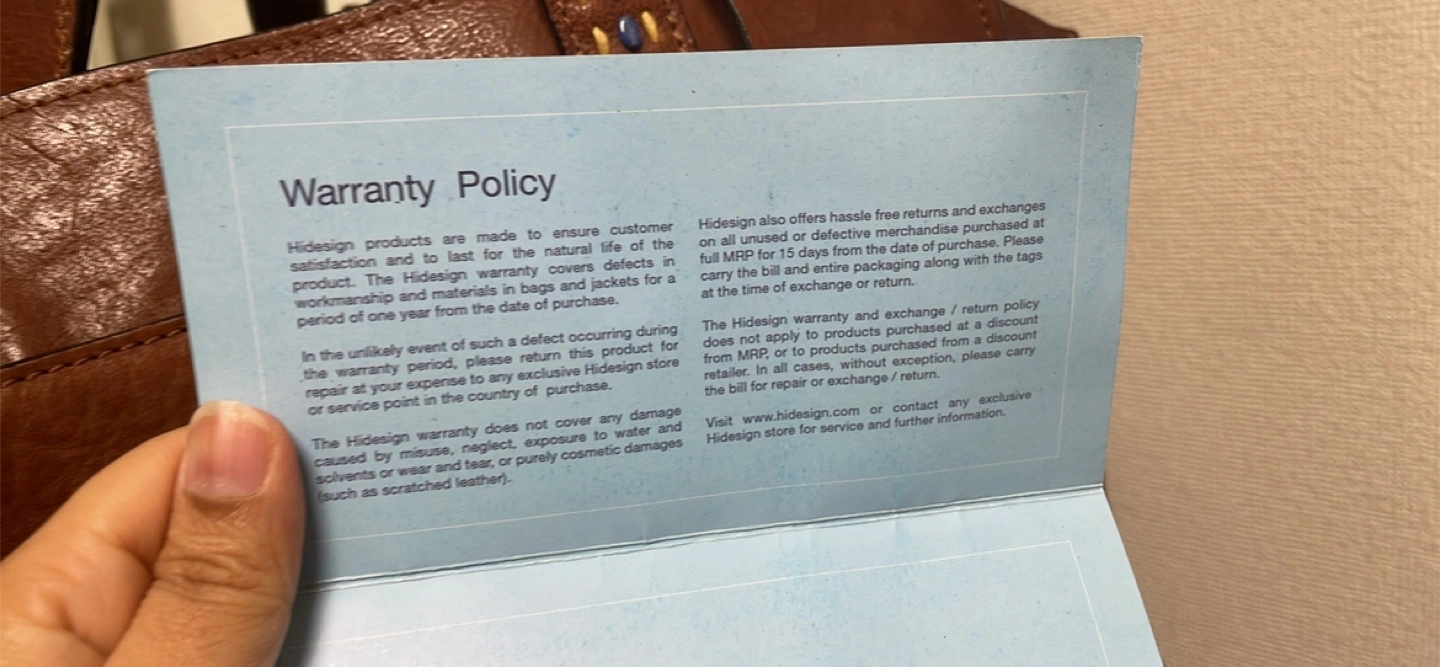 Warranty Policy
Hidesign products are made to ensure customer
satisfaction and to last for the natural life of the
product. The Hidesign warranty covers defects in
workmanship and materials in bags and jackets for a
period of one year from the date of purchase.
In the unlikely event of such a defect occurring during
the warranty period, please return this product for
repair at your expense to any exclusive Hidesign store
or service point in the country of purchase.
The Hidesign warranty does not cover any damage
caused by misuse, neglect, exposure to water and
solvents or wear and tear, or purely cosmetic damages
(such as scratched leather).
Hidesign also offers hassle free returns and exchanges
on all unused or defective merchandise purchased at
full MRP for 15 days from the date of purchase. Please
carry the bill and entire packaging along with the tags
at the time of exchange or return.
The Hidesign warranty and exchange / return policy
does not apply to products purchased at a discount
from MRP, or to products purchased from a discount
retailer. In all cases, without exception, please carry
the bill for repair or exchange / return.
Visit www.hidesign.com or contact any exclusive
Hidesign store for service and further information.